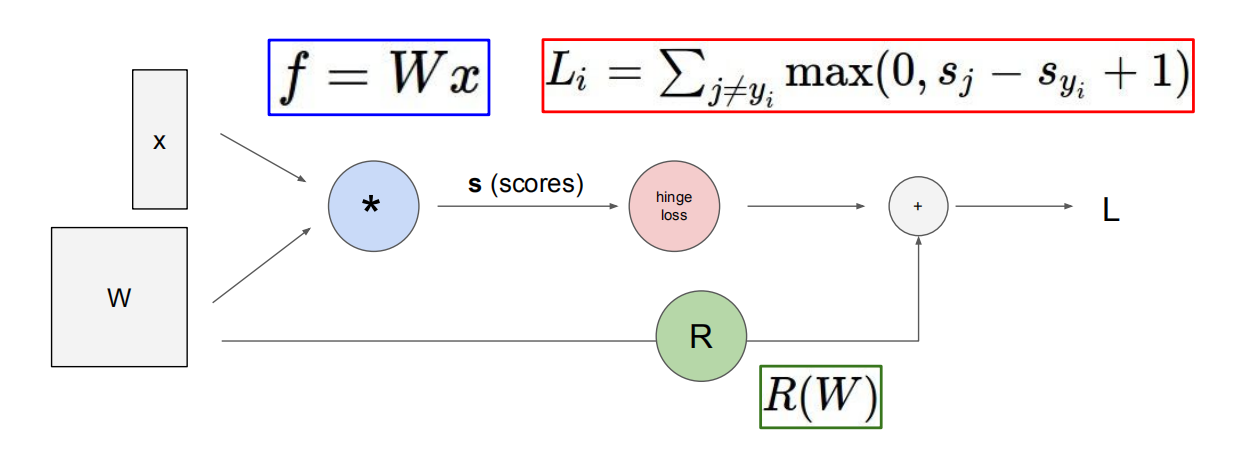 f = Wx
L_i = ∑_{j≠y_i} max(0, s_j − s_{y_i} + 1)
x
*
s (scores)
hinge
loss
+
L
W
R
R(W)